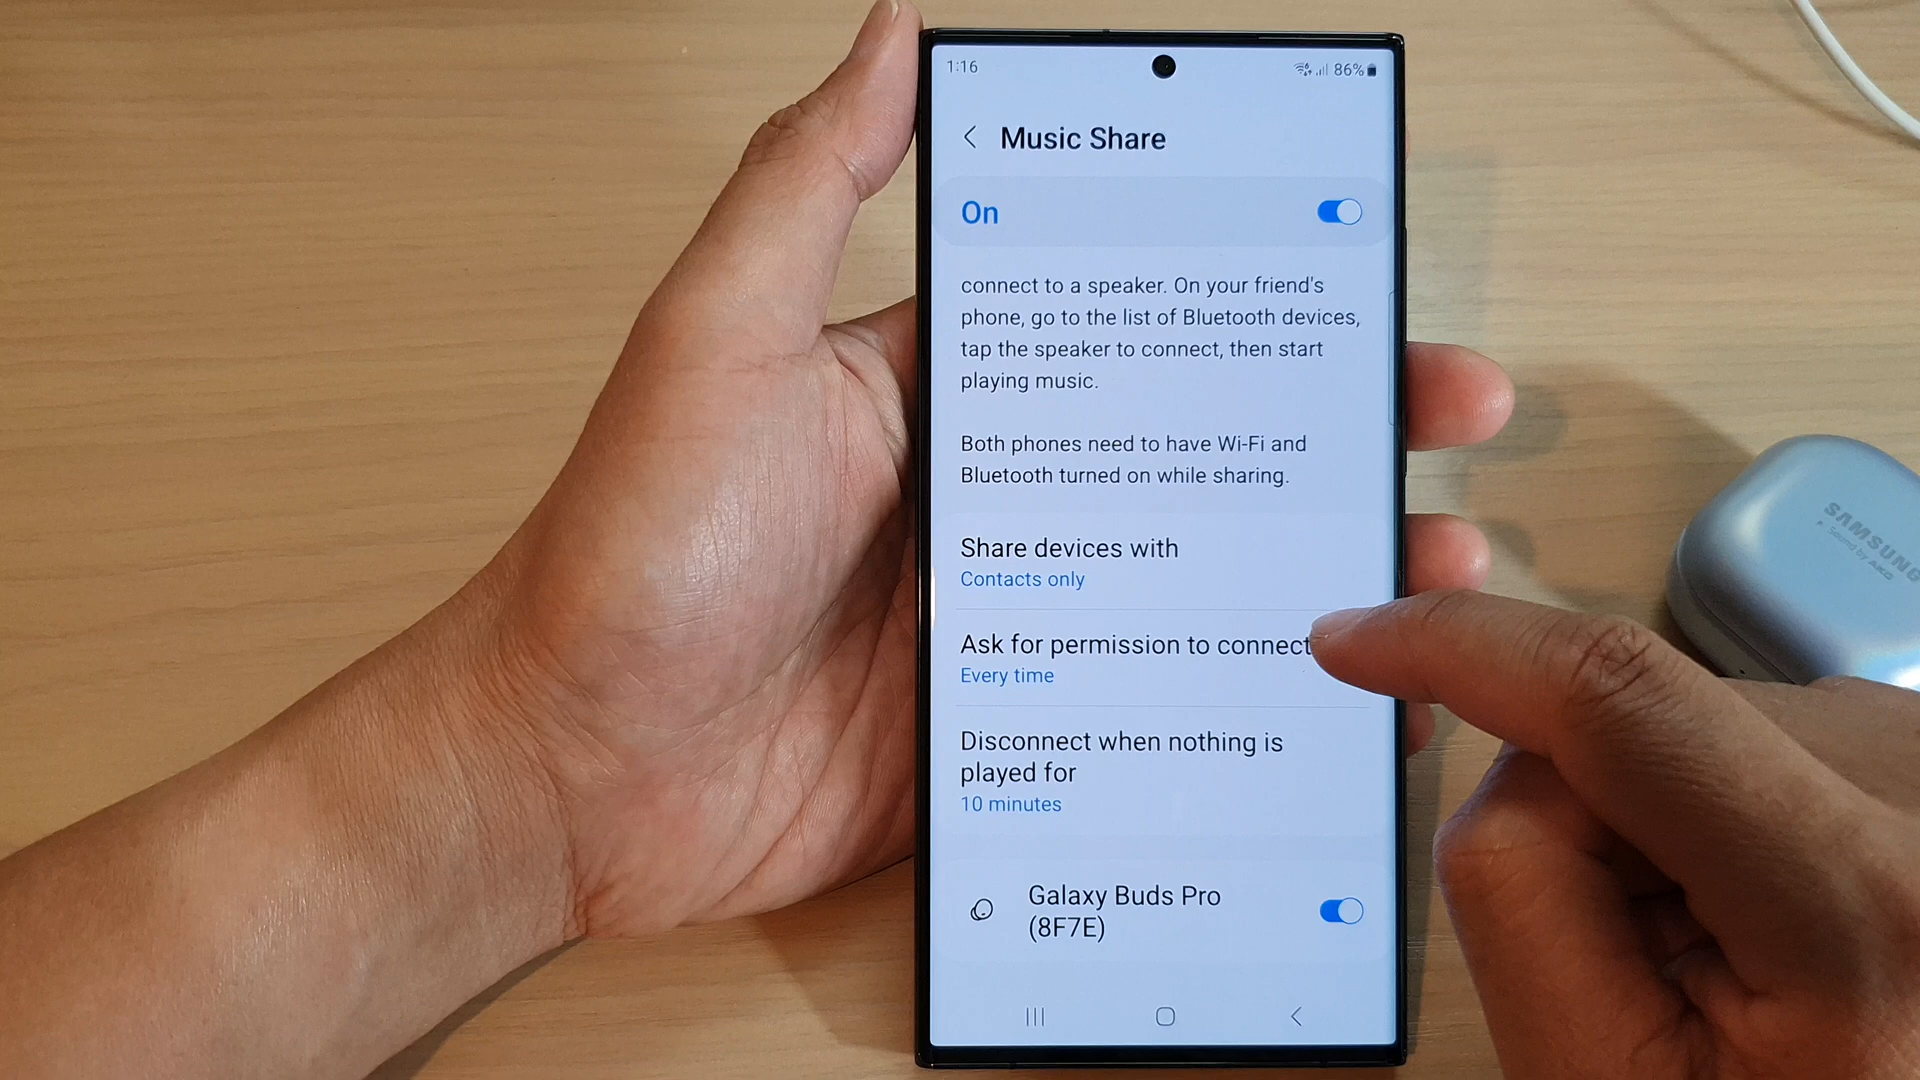 1:16
86%
Music Share
On
connect to a speaker. On your friend's
phone, go to the list of Bluetooth devices,
tap the speaker to connect, then start
playing music.
Both phones need to have Wi-Fi and
Bluetooth turned on while sharing.
Share devices with
Contacts only
Ask for permission to connect
Every time
Disconnect when nothing is
played for
10 minutes
Galaxy Buds Pro
(8F7E)
SAMSUNG
Sound by AKG